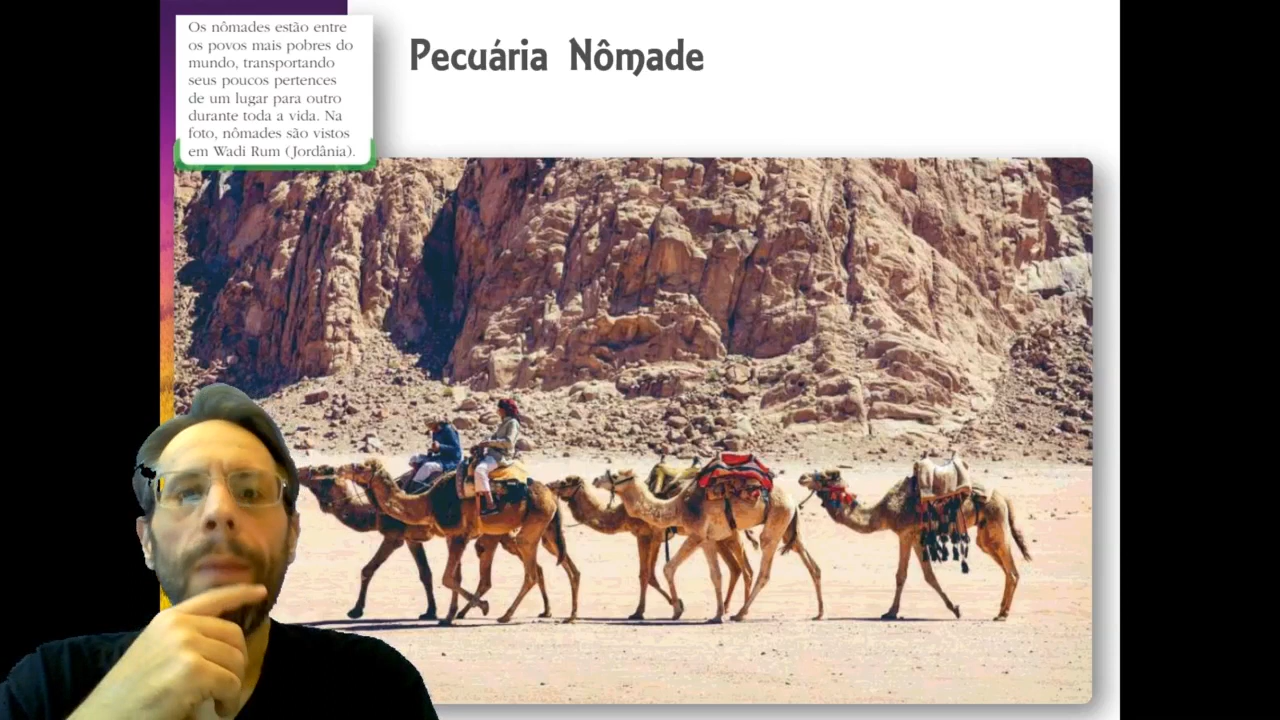 Os nômades estão entre
os povos mais pobres do
mundo, transportando
seus poucos pertences
de um lugar para outro
durante toda a vida. Na
foto, nômades são vistos
em Wadi Rum (Jordânia).
Pecuária Nômade